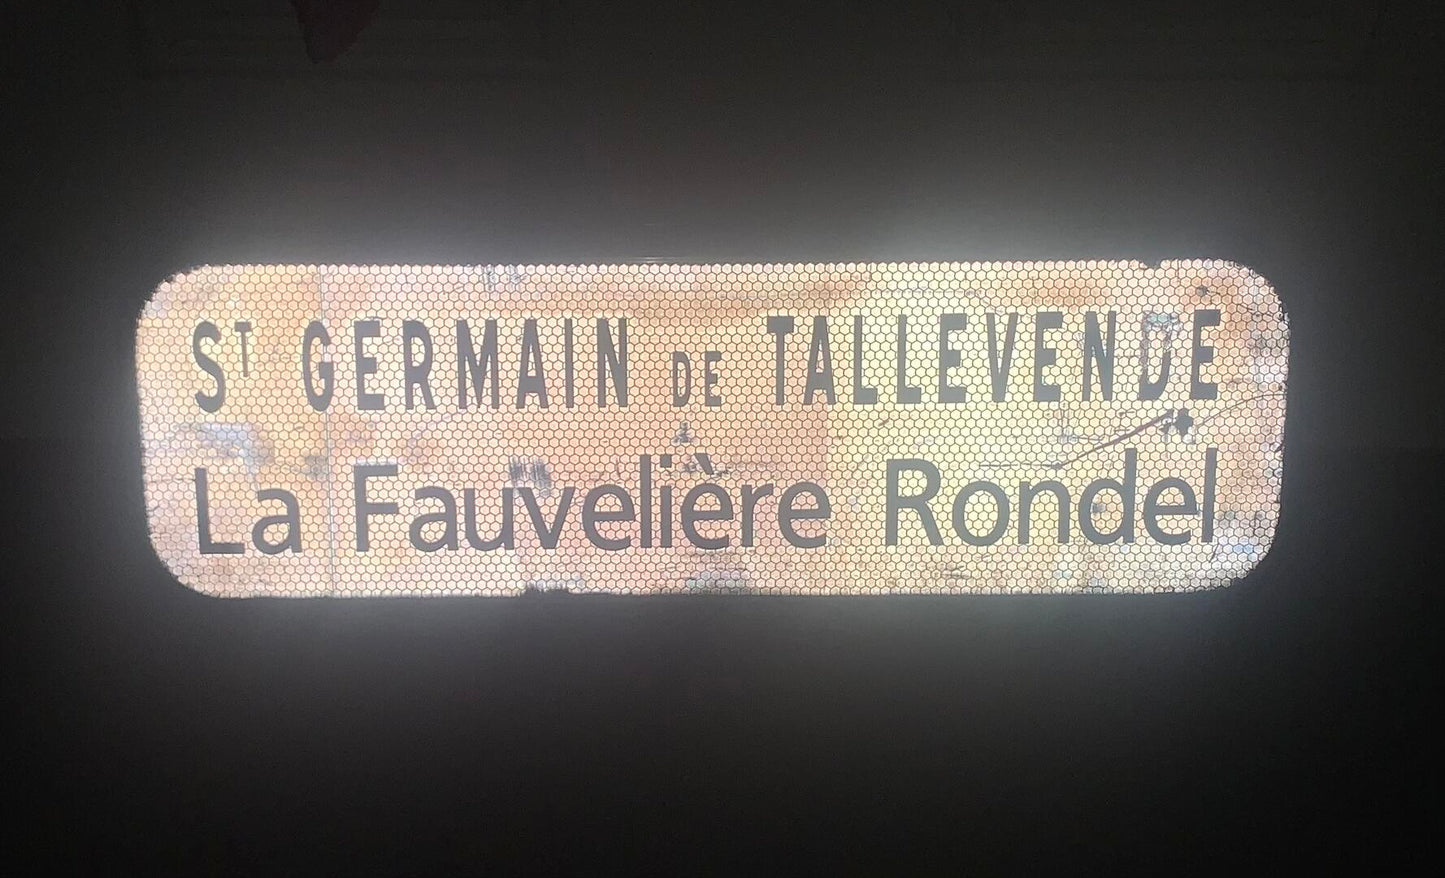 ST GERMAIN DE TALLEVENDE
La Fauvelière Rondel